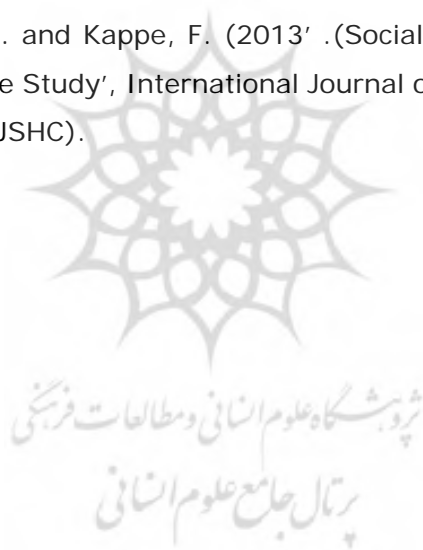 . and Kappe, F. (2013' .(Social
e Study', International Journal o
JSHC).
پژوهشگاه علوم انسانی و مطالعات فرهنگی
پرتال جامع علوم انسانی